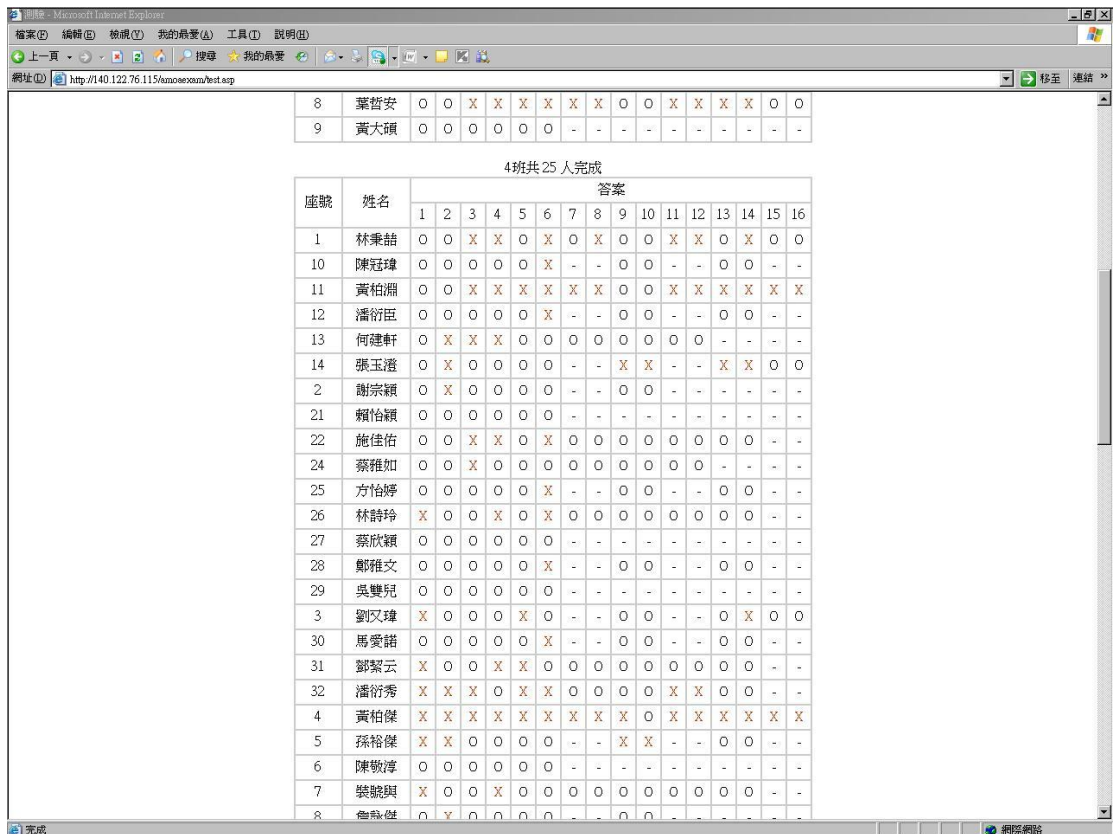 測驗 - Microsoft Internet Explorer
檔案(F) 編輯(E) 檢視(V) 我的最愛(A) 工具(T) 說明(H)
上一頁 搜尋 我的最愛
網址(D) http://140.122.76.115/amoaexam/test.asp 移至 連結 »
8 葉哲安 O O X X X X X X O O X X X X O O
9 黃大碩 O O O O O O - - - - - - - - - -
4班共 25 人完成
座號 姓名 答案
1 2 3 4 5 6 7 8 9 10 11 12 13 14 15 16
1 林秉喆 O O X X O X O X O O X X O X O O
10 陳冠瑋 O O O O O X - - O O - - O O - -
11 黃柏淵 O O X X X X X X O O X X X X X X
12 潘衍臣 O O O O O X - - O O - - O O - -
13 何建軒 O X X X O O O O O O O O - - - -
14 張玉澄 O X O O O O - - X X - - X X O O
2 謝宗穎 O X O O O O - - O O - - - - - -
21 賴怡穎 O O O O O O - - - - - - - - - -
22 施佳佑 O O X X O X O O O O O O O O - -
24 蔡雅如 O O X O O O O O O O O O - - - -
25 方怡婷 O O O O O X - - O O - - O O - -
26 林詩玲 X O O X O X O O O O O O O O - -
27 蔡欣穎 O O O O O O - - - - - - - - - -
28 鄭雅文 O O O O O X - - O O - - O O - -
29 吳雙兒 O O O O O O - - - - - - - - - -
3 劉又瑋 X O O O X O - - O O - - O X O O
30 馬愛諾 O O O O O X - - O O - - O O - -
31 鄧絜云 X O O X X O O O O O O O O O - -
32 潘衍秀 X X X O X X O O O O X X O O - -
4 黃柏傑 X X X X X X X X X O X X X X X X
5 孫裕傑 X X O O O O - - X X - - O O - -
6 陳敬淳 O O O O O O - - - - - - - - - -
7 裝號與 X O O X O O O O O O O O O O - -
8 詹詠傑 O X O O O O - - O O - - - - - -
完成 網際網路